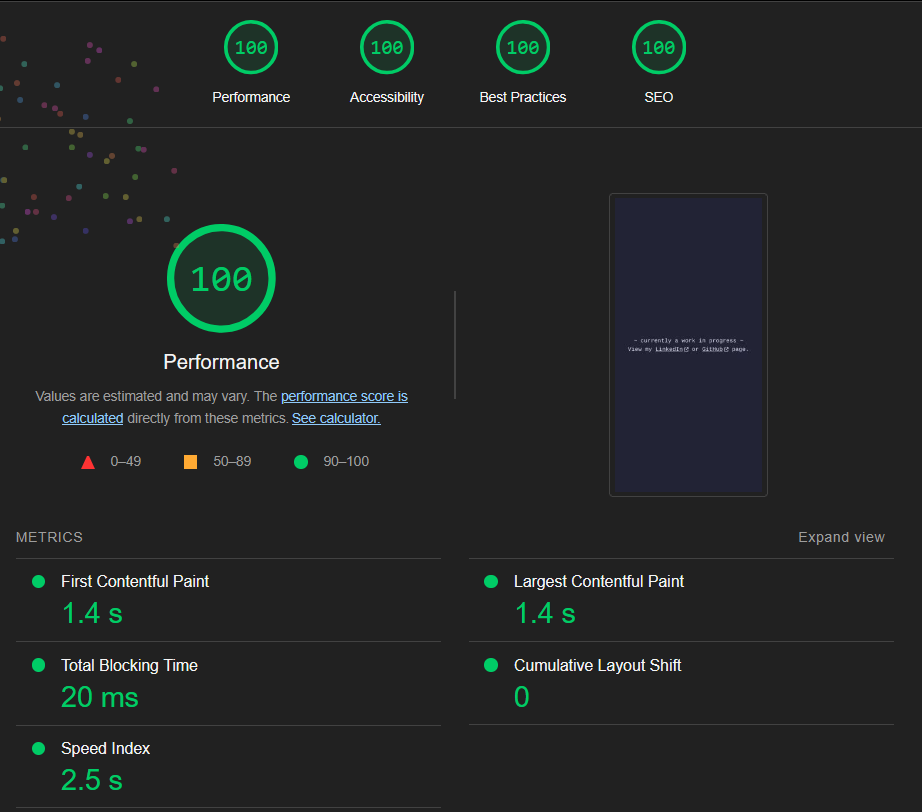 100 100 100 100
Performance Accessibility Best Practices SEO
100
Performance
Values are estimated and may vary. The performance score is
calculated directly from these metrics. See calculator.
0–49 50–89 90–100
~ currently a work in progress ~
View my LinkedIn or GitHub page.
METRICS
Expand view
First Contentful Paint
1.4 s
Largest Contentful Paint
1.4 s
Total Blocking Time
20 ms
Cumulative Layout Shift
0
Speed Index
2.5 s